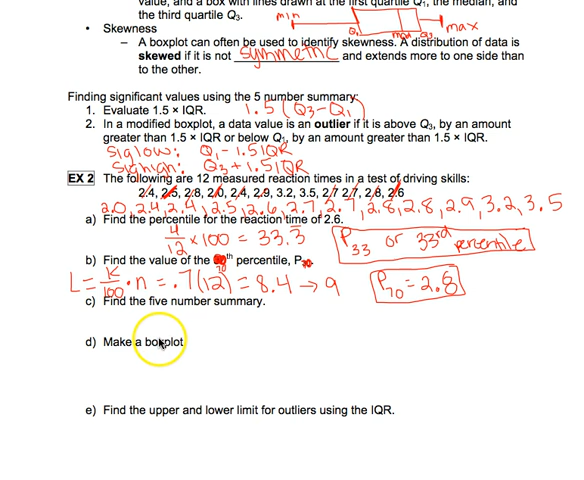 value, and a box with lines drawn at the first quartile Q1, the median, and
the third quartile Q3.
min
Q1 med Q3 max
• Skewness
– A boxplot can often be used to identify skewness. A distribution of data is
skewed if it is not symmetric and extends more to one side than
to the other.
Finding significant values using the 5 number summary:
1. Evaluate 1.5 × IQR. 1.5(Q3-Q1)
2. In a modified boxplot, a data value is an outlier if it is above Q3, by an amount
greater than 1.5 × IQR or below Q1, by an amount greater than 1.5 × IQR.
Siglow: Q1-1.5IQR
Sighigh: Q3+1.5IQR
EX 2 The following are 12 measured reaction times in a test of driving skills:
2.4, 2.5, 2.8, 2.0, 2.4, 2.9, 3.2, 3.5, 2.7 2.7, 2.8, 2.6
2.0, 2.4, 2.4, 2.5, 2.6, 2.7, 2.7, 2.8, 2.8, 2.9, 3.2, 3.5
a) Find the percentile for the reaction time of 2.6.
4/12 × 100 = 33.3̅ P33 or 33rd percentile
b) Find the value of the 70th percentile, P70.
L = K/100 · n = .7(12) = 8.4 → 9 P70 = 2.8
c) Find the five number summary.
d) Make a boxplot
e) Find the upper and lower limit for outliers using the IQR.